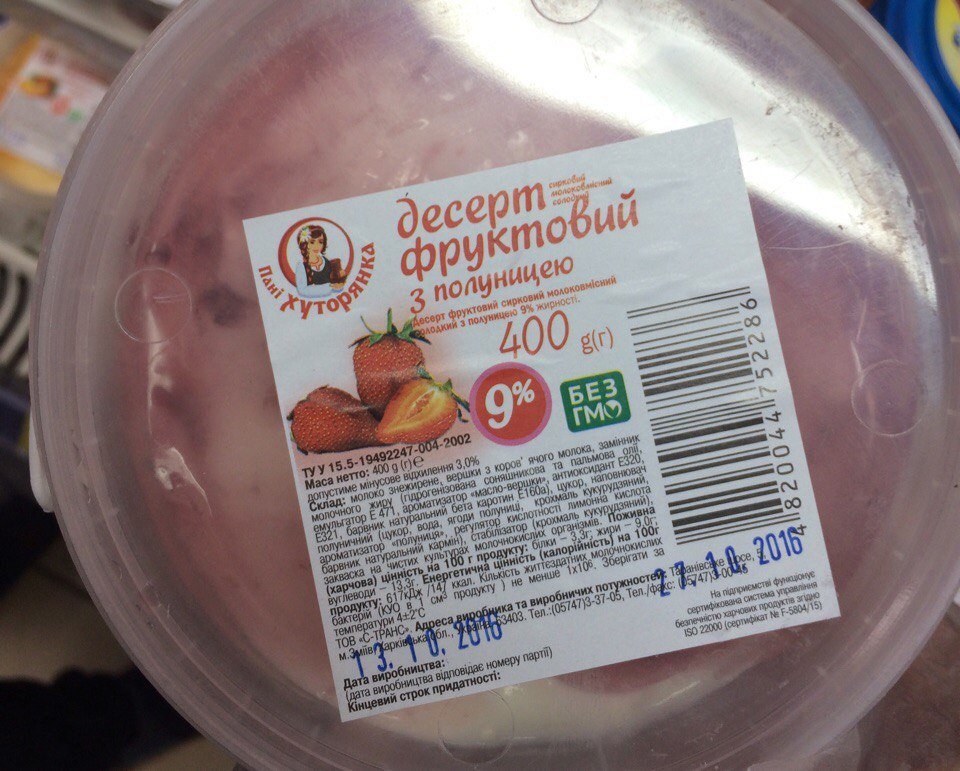 десерт
сирковий
молоковмісний
солодкий
фруктовий
з полуницею
Пані
Хуторянка
Десерт фруктовий сирковий молоковмісний
солодкий з полуницею 9% жирності.
400 g(г)
9%
БЕЗ
ГМО
ТУ У 15.5-19492247-004-2002
Маса нетто: 400 g (г) ℮
допустиме мінусове відхилення 3,0%
Склад: молоко знежирене, вершки з коров'ячого молока, замінник
молочного жиру (гідрогенізована соняшникова та пальмова олії,
емульгатор Е 471, ароматизатор «масло-вершки», антиоксидант Е320,
Е321, барвник натуральний бета каротин Е160а), цукор, наповнювач
полуничний (цукор, вода, ягоди полуниц, крохмаль кукурудзяний,
ароматизатор «полуниця», регулятор кислотності лимонна кислота
барвник натуральний кармін), стабілізатор (крохмаль кукурудзяний),
закваска на чистих культурах молочнокислих організмів. Поживна
(харчова) цінність на 100 г продукту: білки – 3,3г; жири – 9,0г;
вуглеводи – 13,3г. Енергетична цінність (калорійність) на 100г
продукту: 617кДж /147 ккал. Кількість життєздатних молочнокислих
бактерій (КУО в 1 см³ продукту) не менше 1х10⁶. Зберігати за
температури 4±2°С
Адреса виробника та виробничих потужностей:
ТОВ «С-ТРАНС», Україна, 63403. Тел.:(05747)3-37-05, Тел./факс: (05747)3-00-
м.Зміїв, Харківська обл.,
13.10.2016
27.10.2016
Дата виробництва:
(дата виробництва відповідає номеру партії)
Кінцевий строк придатності:
На підприємстві функціонує
сертифікована система управління
безпечністю харчових продуктів згідно
ISO 22000 (сертифікат № F-5804/15)
4 820044 752286